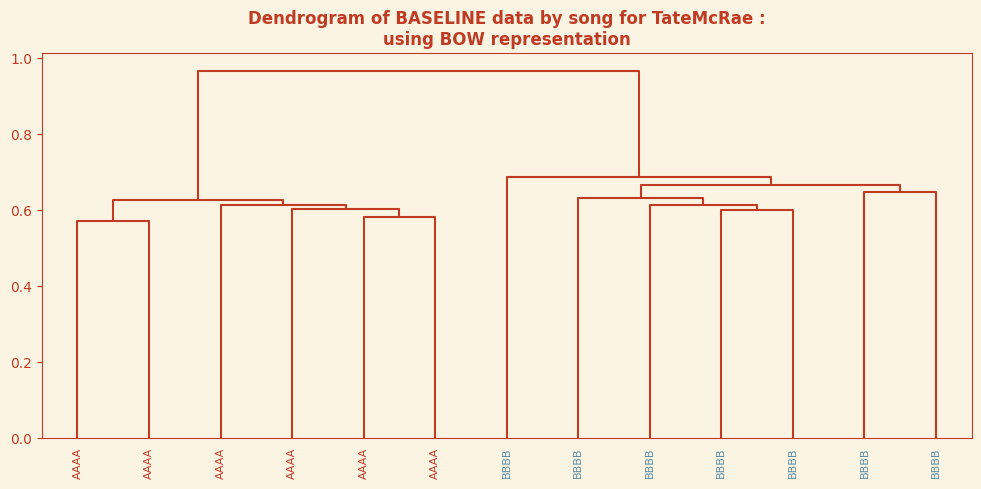 Dendrogram of BASELINE data by song for TateMcRae :
using BOW representation
1.0
0.8
0.6
0.4
0.2
0.0
AAAA AAAA AAAA AAAA AAAA AAAA BBBB BBBB BBBB BBBB BBBB BBBB BBBB